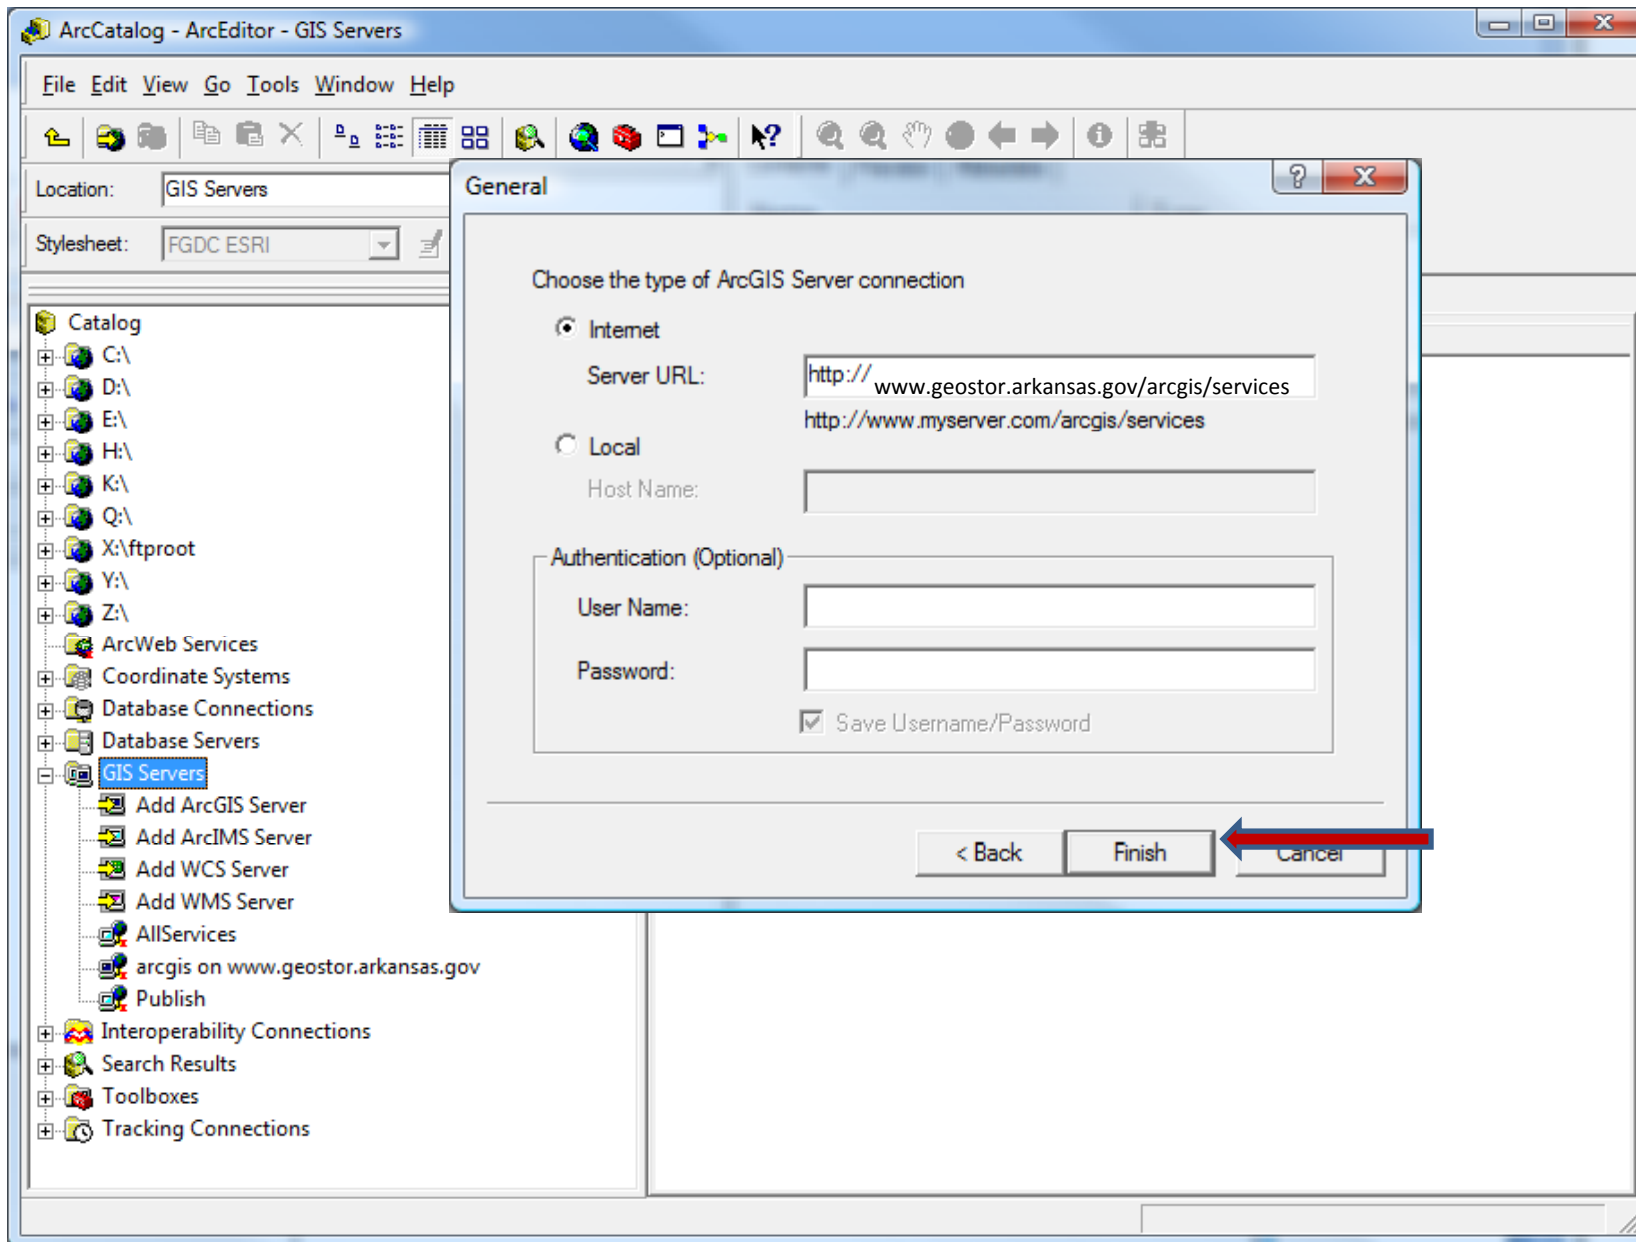 ArcCatalog - ArcEditor - GIS Servers
File Edit View Go Tools Window Help
Location: GIS Servers
Stylesheet: FGDC ESRI
Catalog
C:\
D:\
E:\
H:\
K:\
Q:\
X:\ftproot
Y:\
Z:\
ArcWeb Services
Coordinate Systems
Database Connections
Database Servers
GIS Servers
Add ArcGIS Server
Add ArcIMS Server
Add WCS Server
Add WMS Server
AllServices
arcgis on www.geostor.arkansas.gov
Publish
Interoperability Connections
Search Results
Toolboxes
Tracking Connections
General
Choose the type of ArcGIS Server connection
Internet
Server URL: http:// www.geostor.arkansas.gov/arcgis/services
http://www.myserver.com/arcgis/services
Local
Host Name:
Authentication (Optional)
User Name:
Password:
Save Username/Password
< Back Finish Cancel